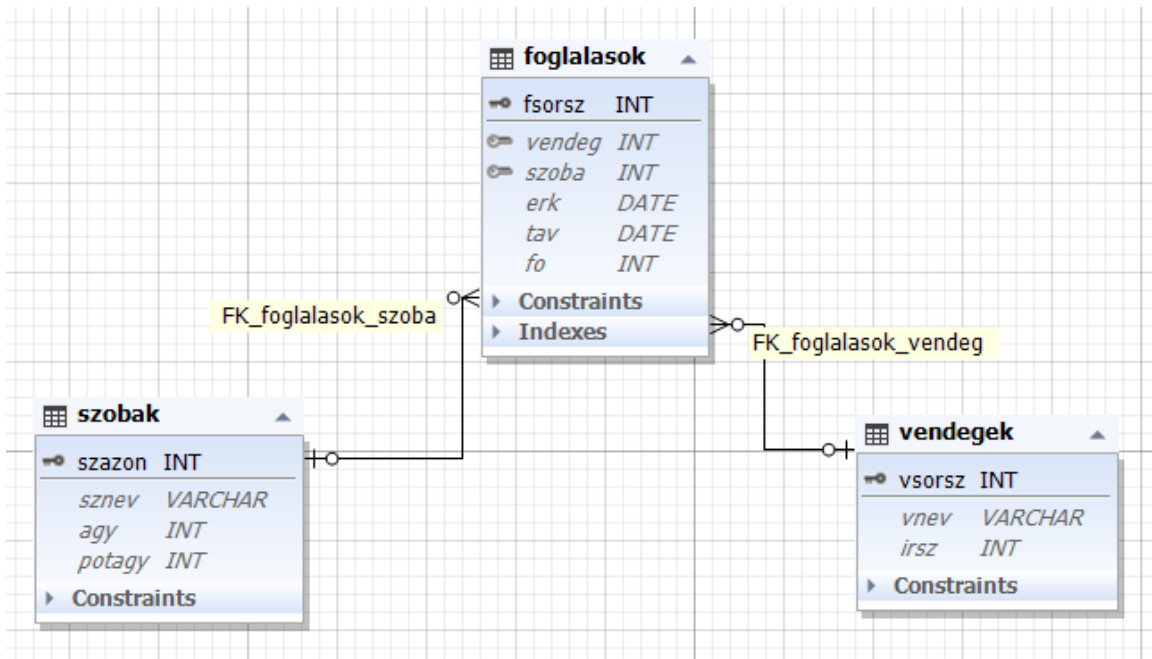 foglalasok
fsorsz INT
vendeg INT
szoba INT
erk DATE
tav DATE
fo INT
Constraints
Indexes
FK_foglalasok_szoba
FK_foglalasok_vendeg
szobak
szazon INT
sznev VARCHAR
agy INT
potagy INT
Constraints
vendegek
vsorsz INT
vnev VARCHAR
irsz INT
Constraints